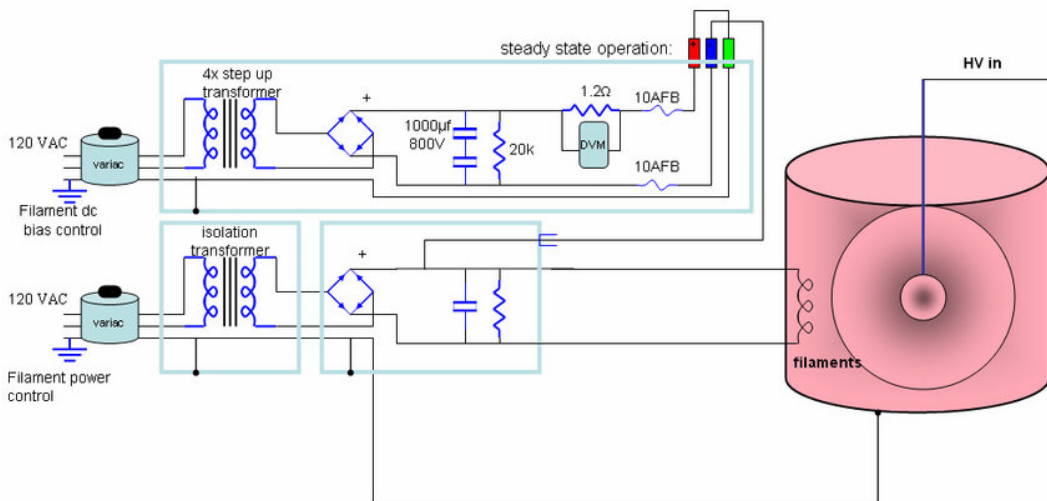 steady state operation:
+
-
HV in
4x step up
transformer
+
1.2Ω
10AFB
1000µf
800V
DVM
20k
120 VAC
variac
10AFB
Filament dc
bias control
isolation
transformer
+
120 VAC
variac
filaments
Filament power
control